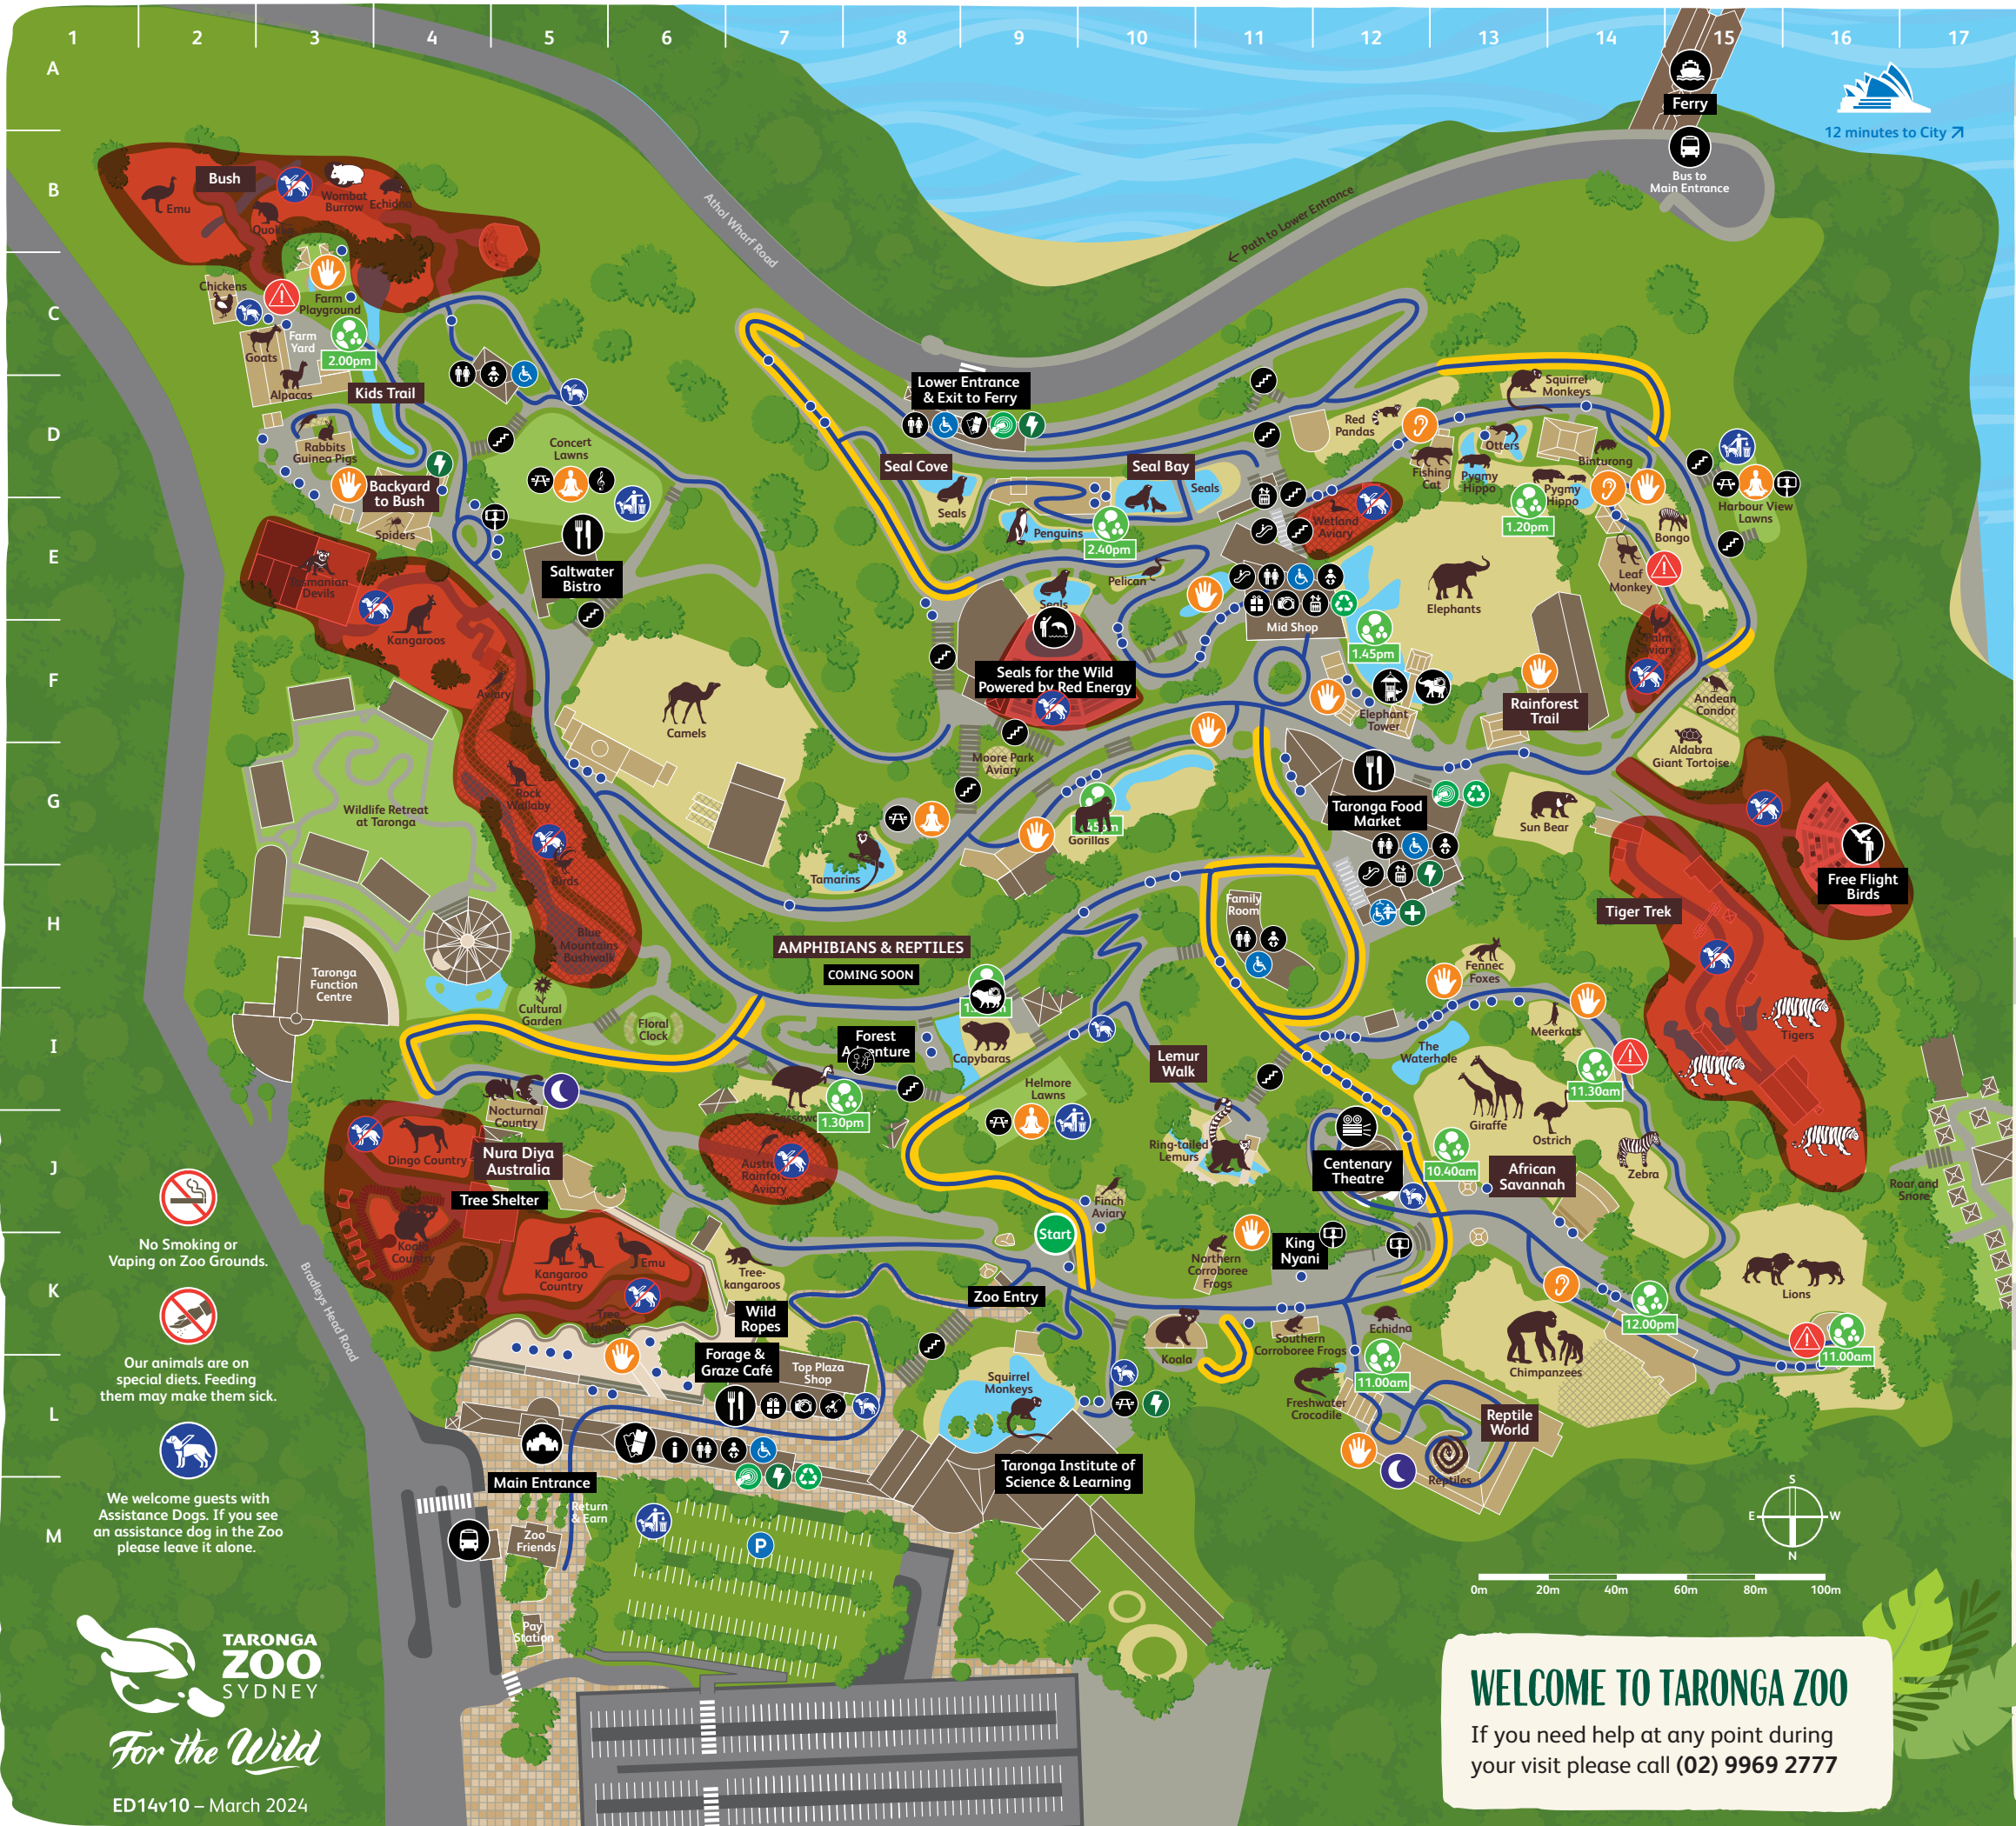 1 2 3 4 5 6 7 8 9 10 11 12 13 14 15 16 17
A
B
C
D
E
F
G
H
I
J
K
L
M
Ferry
12 minutes to City
Bus to
Main Entrance
Path to Lower Entrance
Athol Wharf Road
Bush
Emu
Wombat
Burrow
Echidna
Quokka
Chickens
Farm
Playground
Farm
Yard
Goats
2.00pm
Alpacas
Kids Trail
Rabbits
Guinea Pigs
Backyard
to Bush
Spiders
Concert
Lawns
Saltwater
Bistro
Lower Entrance
& Exit to Ferry
Seal Cove
Seal Bay
Seals
Seals
Penguins
2.40pm
Pelican
Seals
Seals for the Wild
Powered by Red Energy
Squirrel
Monkeys
Red
Pandas
Otters
Fishing
Cat
Pygmy
Hippo
Binturong
Pygmy
Hippo
1.20pm
Harbour View
Lawns
Bongo
Leaf
Monkey
Wetland
Aviary
Elephants
Mid Shop
1.45pm
Elephant
Tower
Rainforest
Trail
Palm
Aviary
Andean
Condor
Aldabra
Giant Tortoise
Tasmanian
Devils
Kangaroos
Aviary
Camels
Moore Park
Aviary
Rock
Wallaby
Wildlife Retreat
at Taronga
Birds
Blue
Mountains
Bushwalk
Gorillas
Tamarins
Taronga Food
Market
Sun Bear
Free Flight
Birds
Tiger Trek
Family
Room
AMPHIBIANS & REPTILES
COMING SOON
Taronga
Function
Centre
Cultural
Garden
Floral
Clock
Forest
Adventure
Capybaras
Fennec
Foxes
Meerkats
The
Waterhole
Tigers
Lemur
Walk
Helmore
Lawns
Nocturnal
Country
1.30pm
11.30am
Giraffe
Ostrich
Dingo Country
Nura Diya
Australia
Tree Shelter
Ring-tailed
Lemurs
Centenary
Theatre
10.40am
African
Savannah
Zebra
Roar and
Snore
Finch
Aviary
Start
Koala
Country
Kangaroo
Country
Emu
Tree-
kangaroos
Northern
Corroboree
Frogs
King
Nyani
Zoo Entry
Wild
Ropes
Lions
12.00pm
11.00am
Koala
Southern
Corroboree Frogs
Echidna
11.00am
Chimpanzees
Forage &
Graze Café
Top Plaza
Shop
Squirrel
Monkeys
Freshwater
Crocodile
Reptile
World
Reptiles
Main Entrance
Taronga Institute of
Science & Learning
Return
& Earn
Zoo
Friends
P
Pay
Station
Bradleys Head Road
No Smoking or
Vaping on Zoo Grounds.
Our animals are on
special diets. Feeding
them may make them sick.
We welcome guests with
Assistance Dogs. If you see
an assistance dog in the Zoo
please leave it alone.
S
E W
N
0m 20m 40m 60m 80m 100m
TARONGA
ZOO
SYDNEY
For the Wild
ED14v10 – March 2024
WELCOME TO TARONGA ZOO
If you need help at any point during
your visit please call (02) 9969 2777